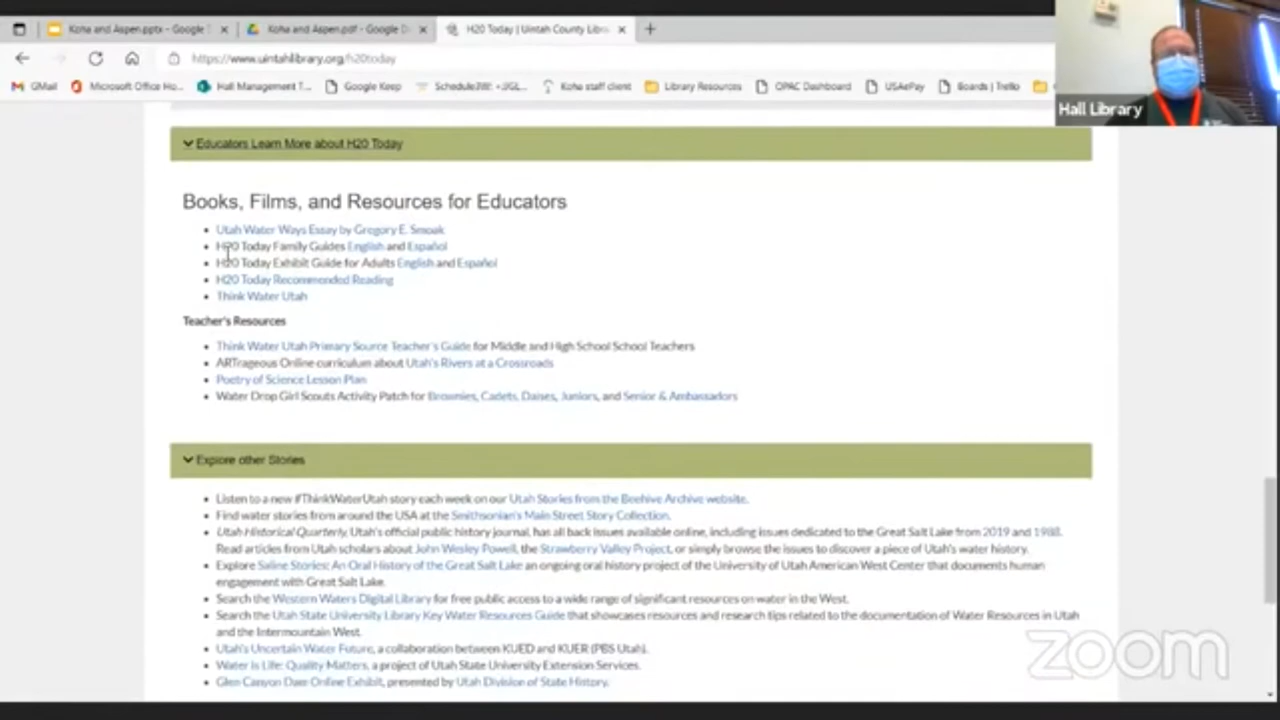 Koha and Aspen.pptx - Google S
Koha and Aspen.pdf - Google D
H20 Today | Uintah County Libra
https://www.uintahlibrary.org/h20today
GMail
Microsoft Office Ho...
Hall Management T...
Google Keep
Koha staff client
Library Resources
OPAC Dashboard
USAePay
Boards | Trello
Hall Library
Educators Learn More about H20 Today
Books, Films, and Resources for Educators
Utah Water Ways Essay by Gregory E. Smoak
H20 Today Family Guides English and Español
H20 Today Exhibit Guide for Adults English and Español
H20 Today Recommended Reading
Think Water Utah
Teacher's Resources
Think Water Utah Primary Source Teacher's Guide for Middle and High School School Teachers
ARTrageous Online curriculum about Utah's Rivers at a Crossroads
Poetry of Science Lesson Plan
Water Drop Girl Scouts Activity Patch for Brownies, Cadets, Daises, Juniors, and Senior & Ambassadors
Explore other Stories
Listen to a new #ThinkWaterUtah story each week on our Utah Stories from the Beehive Archive website.
Find water stories from around the USA at the Smithsonian's Main Street Story Collection.
Utah Historical Quarterly, Utah's official public history journal, has all back issues available online, including issues dedicated to the Great Salt Lake from 2019 and 1988.
Read articles from Utah scholars about John Wesley Powell, the Strawberry Valley Project, or simply browse the issues to discover a piece of Utah's water history.
Explore Saline Stories: An Oral History of the Great Salt Lake an ongoing oral history project of the University of Utah American West Center that documents human
engagement with Great Salt Lake.
Search the Western Waters Digital Library for free public access to a wide range of significant resources on water in the West.
Search the Utah State University Library Key Water Resources Guide that showcases resources and research tips related to the documentation of Water Resources in Utah
and the Intermountain West.
Utah's Uncertain Water Future, a collaboration between KUED and KUER (PBS Utah).
Water is Life: Quality Matters, a project of Utah State University Extension Services.
Glen Canyon Dam Online Exhibit, presented by Utah Division of State History.
zoom